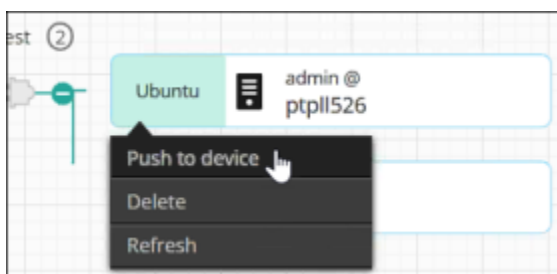 est 2
Ubuntu
admin @
ptpll526
Push to device
Delete
Refresh